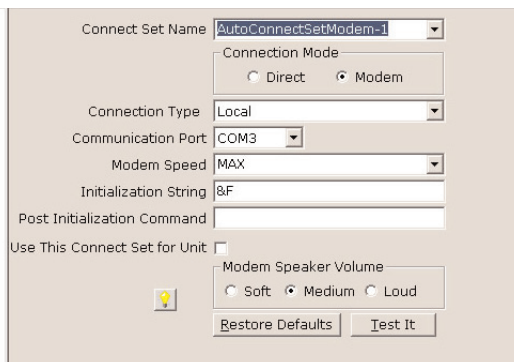 Connect Set Name AutoConnectSetModem-1
Connection Mode
Direct Modem
Connection Type Local
Communication Port COM3
Modem Speed MAX
Initialization String &F
Post Initialization Command
Use This Connect Set for Unit
Modem Speaker Volume
Soft Medium Loud
Restore Defaults Test It